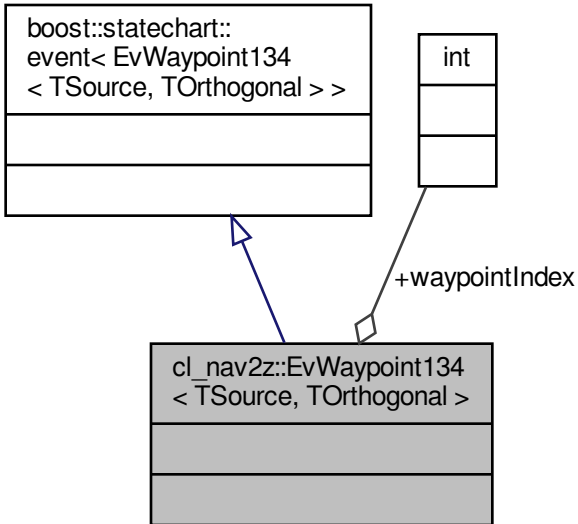 boost::statechart::
event< EvWaypoint134
< TSource, TOrthogonal > >
int
+waypointIndex
cl_nav2z::EvWaypoint134
< TSource, TOrthogonal >